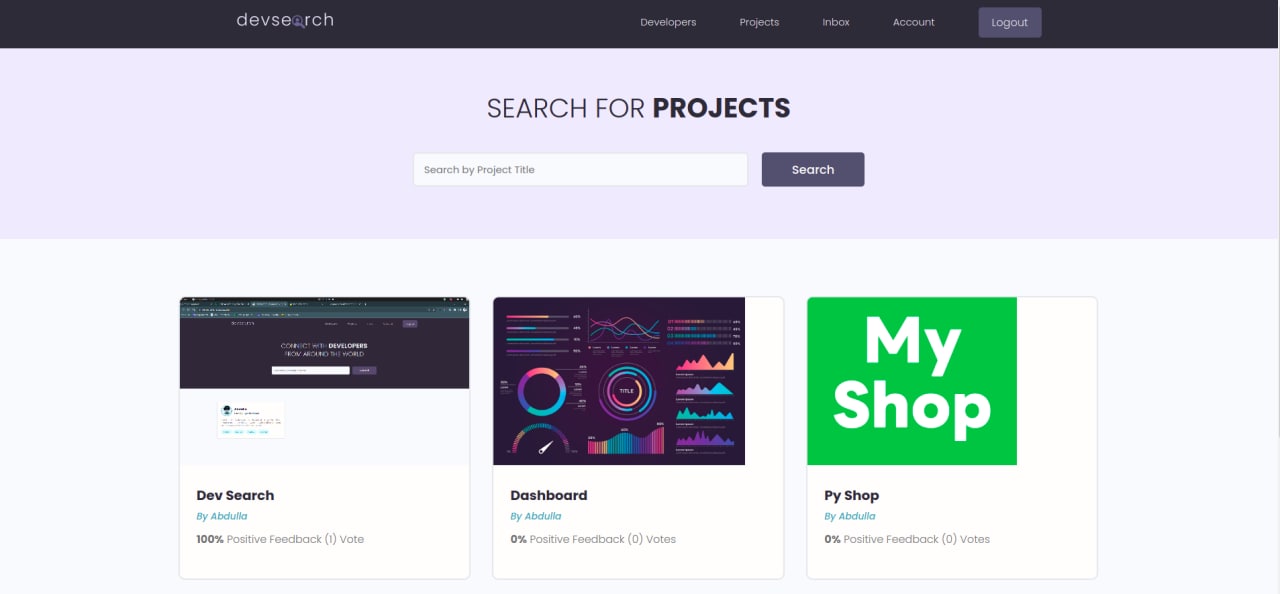 devsearch
Developers
Projects
Inbox
Account
Logout
SEARCH FOR PROJECTS
Search by Project Title
Search
CONNECT WITH DEVELOPERS
FROM AROUND THE WORLD
TITLE
My
Shop
Dev Search
By Abdulla
100% Positive Feedback (1) Vote
Dashboard
By Abdulla
0% Positive Feedback (0) Votes
Py Shop
By Abdulla
0% Positive Feedback (0) Votes